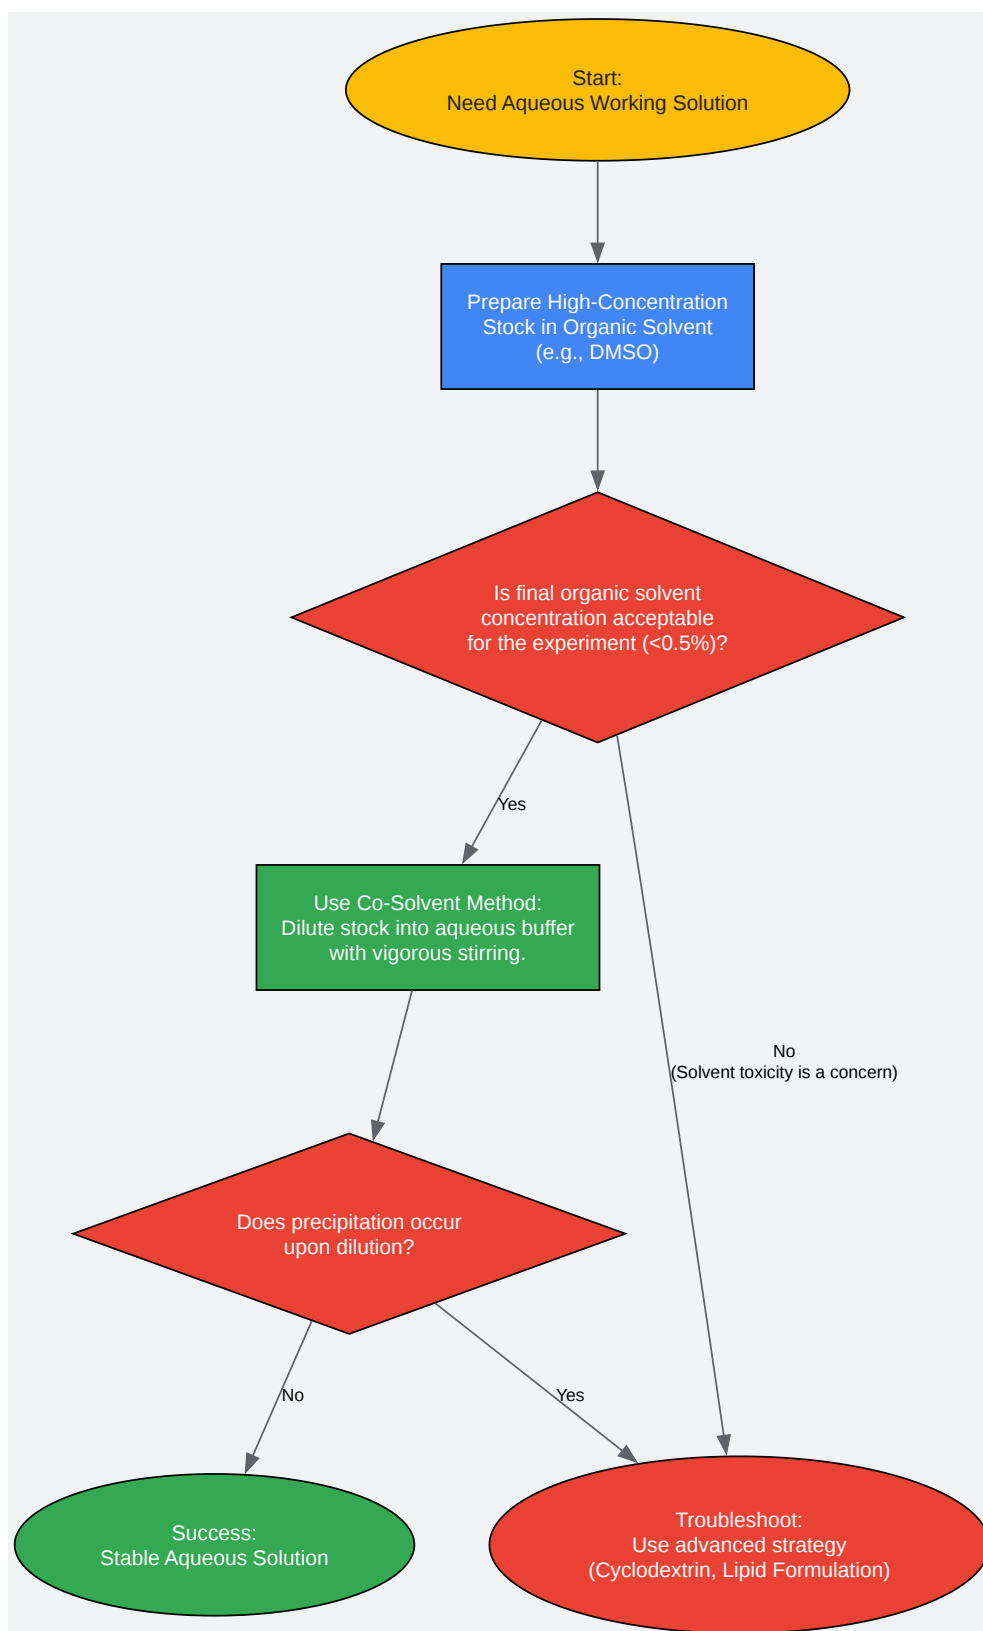 Start:
Need Aqueous Working Solution
Prepare High-Concentration
Stock in Organic Solvent
(e.g., DMSO)
Is final organic solvent
concentration acceptable
for the experiment (<0.5%)?
Yes
Use Co-Solvent Method:
Dilute stock into aqueous buffer
with vigorous stirring.
No
(Solvent toxicity is a concern)
Does precipitation occur
upon dilution?
No
Yes
Success:
Stable Aqueous Solution
Troubleshoot:
Use advanced strategy
(Cyclodextrin, Lipid Formulation)